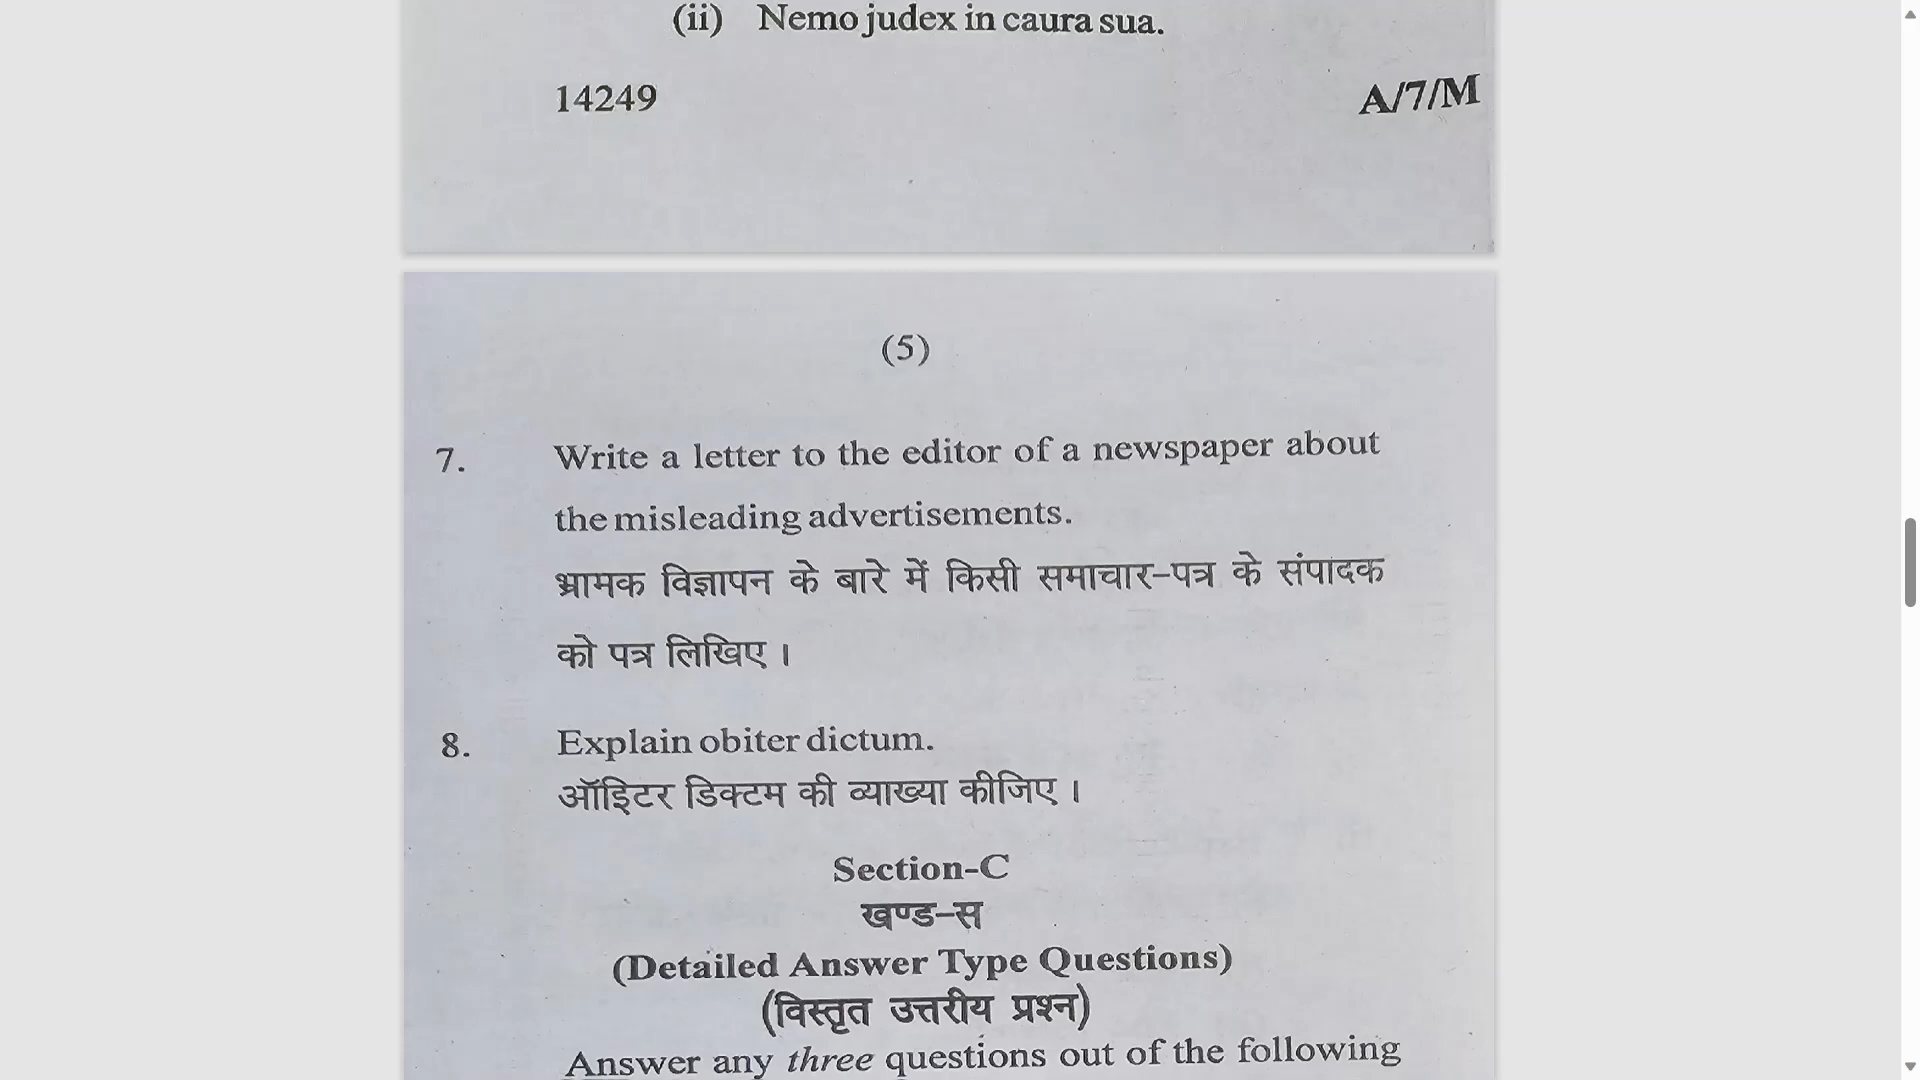 (ii) Nemo judex in caura sua.
14249 A/7/M
(5)
7. Write a letter to the editor of a newspaper about
the misleading advertisements.
भ्रामक विज्ञापन के बारे में किसी समाचार-पत्र के संपादक
को पत्र लिखिए ।
8. Explain obiter dictum.
ऑइिटर डिक्टम की व्याख्या कीजिए ।
Section-C
खण्ड-स
(Detailed Answer Type Questions)
(विस्तृत उत्तरीय प्रश्न)
Answer any three questions out of the following